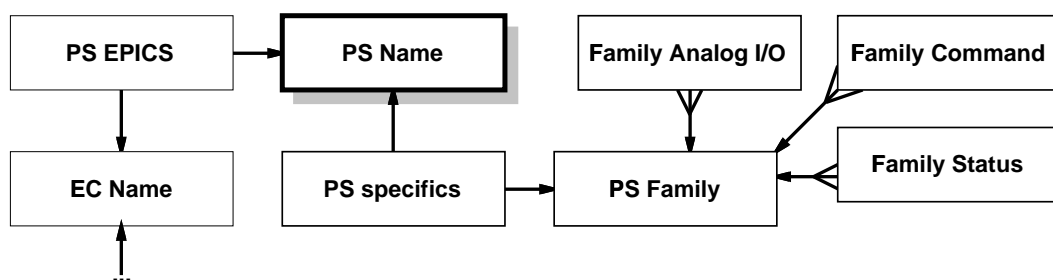 PS EPICS
PS Name
Family Analog I/O
Family Command
EC Name
PS specifics
PS Family
Family Status
...